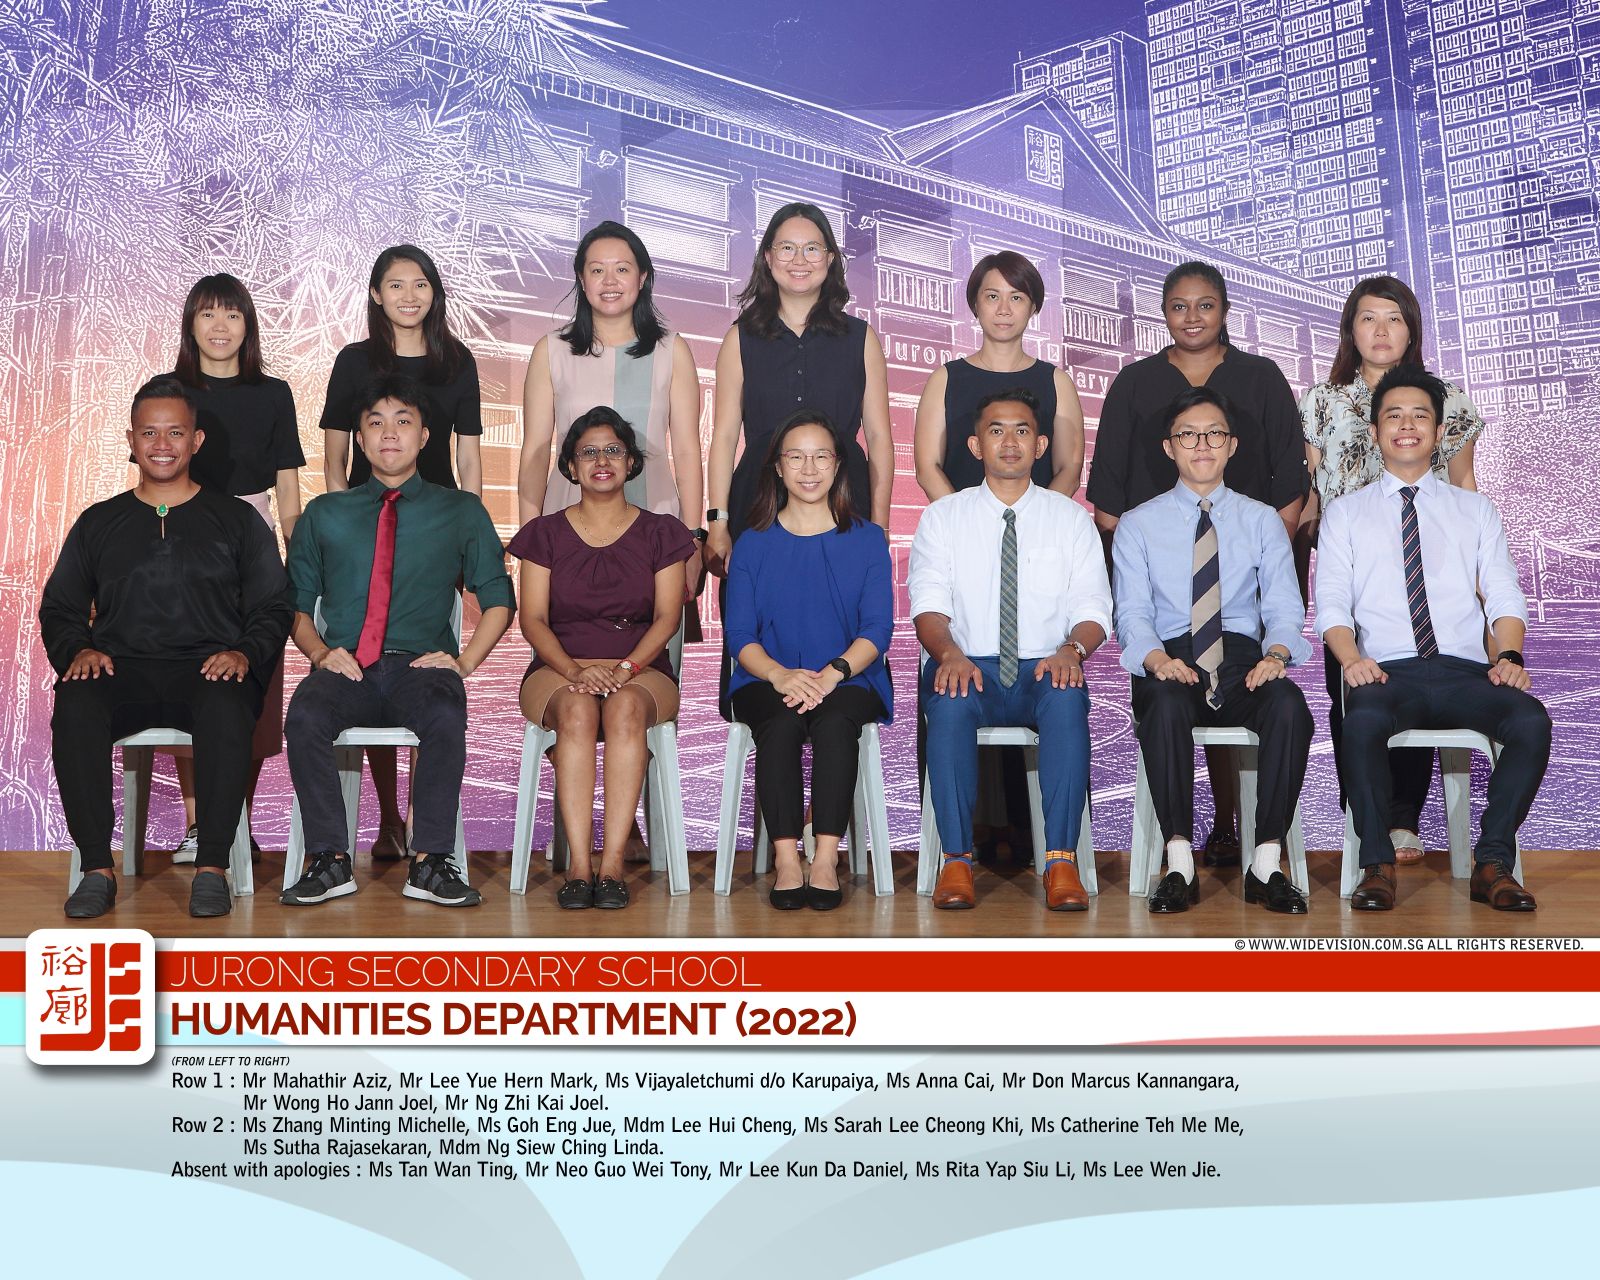 裕廊
Jurong
dary
© WWW.WIDEVISION.COM.SG ALL RIGHTS RESERVED.
裕廊
JSS
JURONG SECONDARY SCHOOL
HUMANITIES DEPARTMENT (2022)
(FROM LEFT TO RIGHT)
Row 1 : Mr Mahathir Aziz, Mr Lee Yue Hern Mark, Ms Vijayaletchumi d/o Karupaiya, Ms Anna Cai, Mr Don Marcus Kannangara,
Mr Wong Ho Jann Joel, Mr Ng Zhi Kai Joel.
Row 2 : Ms Zhang Minting Michelle, Ms Goh Eng Jue, Mdm Lee Hui Cheng, Ms Sarah Lee Cheong Khi, Ms Catherine Teh Me Me,
Ms Sutha Rajasekaran, Mdm Ng Siew Ching Linda.
Absent with apologies : Ms Tan Wan Ting, Mr Neo Guo Wei Tony, Mr Lee Kun Da Daniel, Ms Rita Yap Siu Li, Ms Lee Wen Jie.